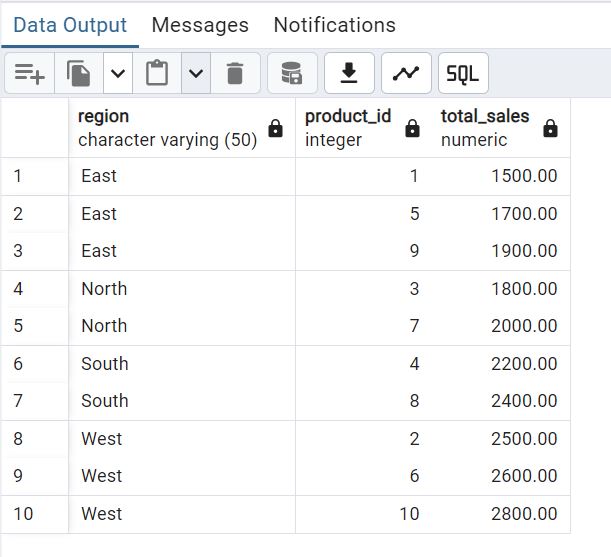 Data Output Messages Notifications
SQL
region product_id total_sales
character varying (50) integer numeric
1 East 1 1500.00
2 East 5 1700.00
3 East 9 1900.00
4 North 3 1800.00
5 North 7 2000.00
6 South 4 2200.00
7 South 8 2400.00
8 West 2 2500.00
9 West 6 2600.00
10 West 10 2800.00